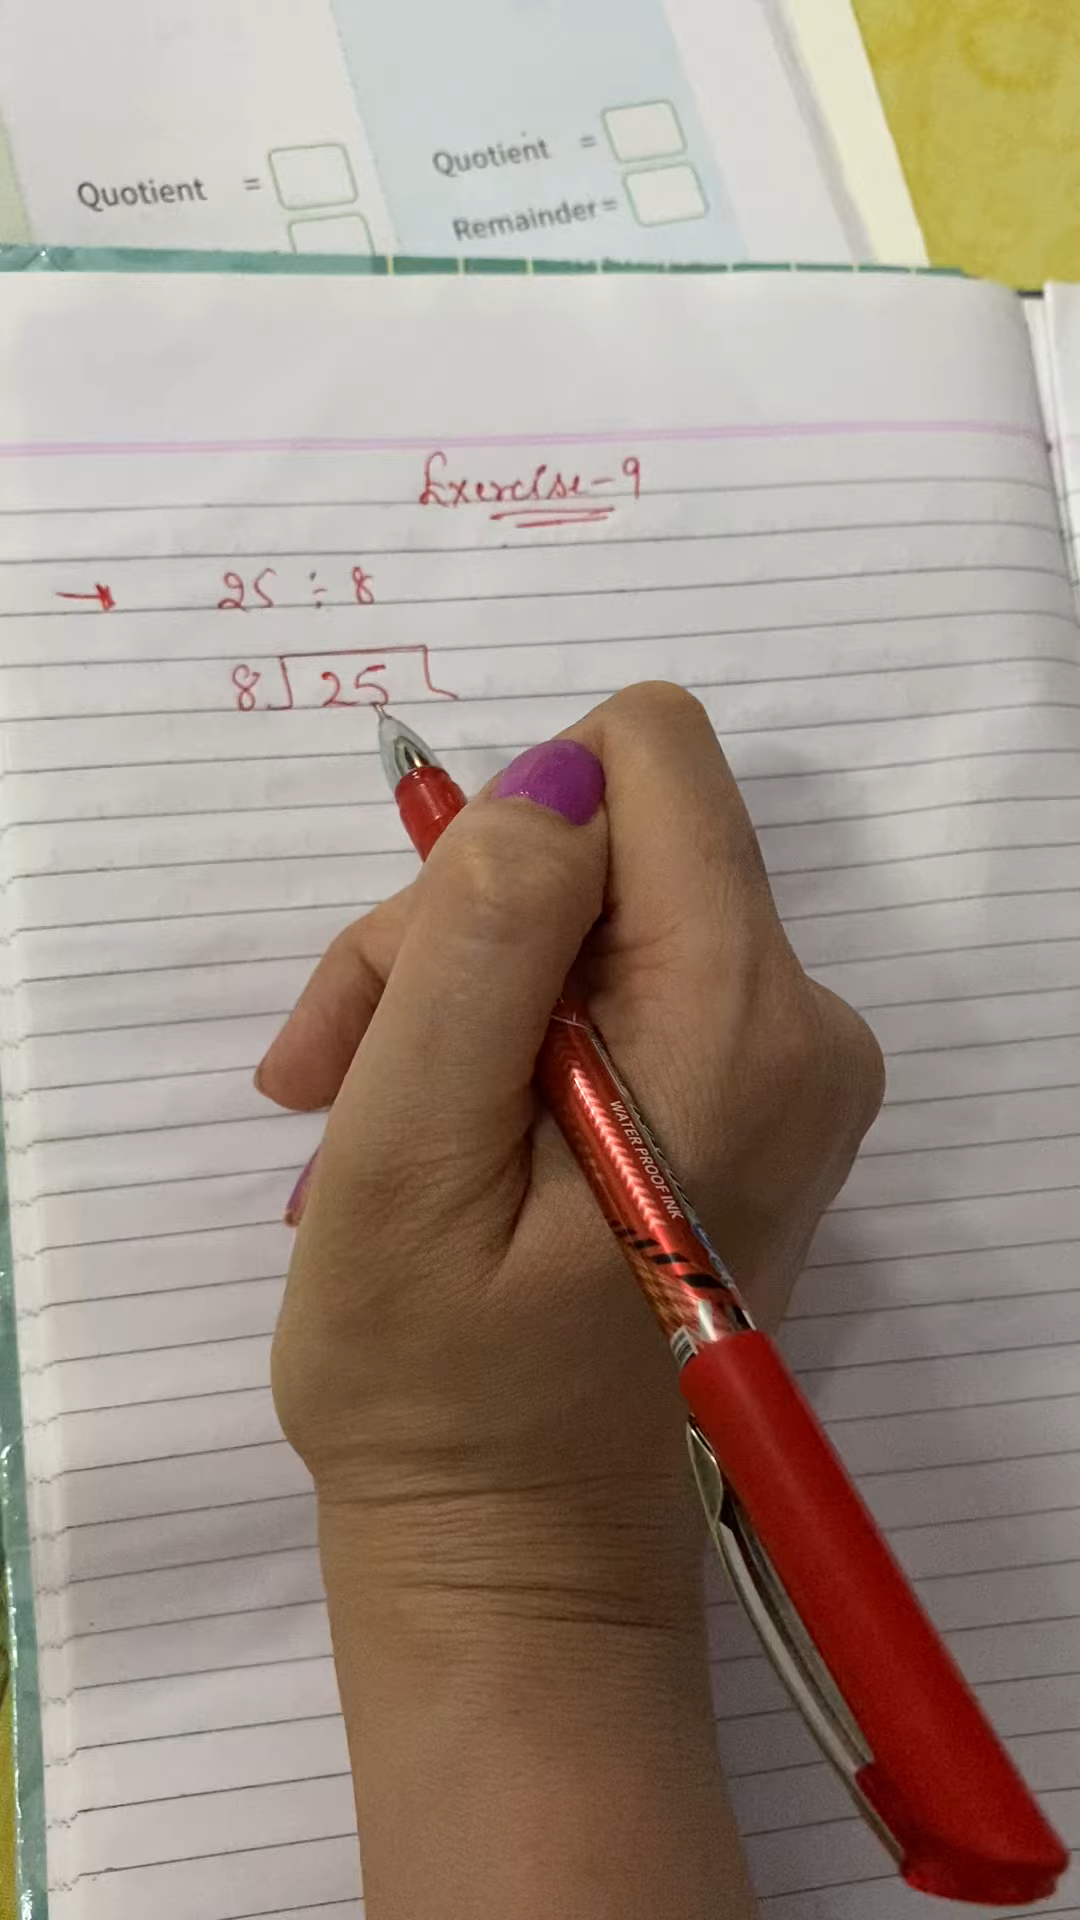 Quotient =
Quotient =
Remainder =
Exercise - 9
→ 25 ÷ 8
8 25
WATER PROOF INK